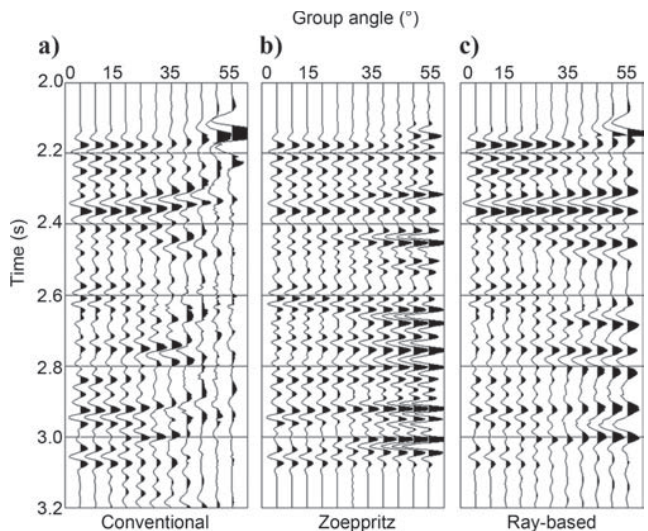 Group angle (°)
a) b) c)
0 15 35 55 0 15 35 55 0 15 35 55
2.0
2.2
2.4
2.6
2.8
3.0
3.2
Time (s)
Conventional Zoeppritz Ray-based